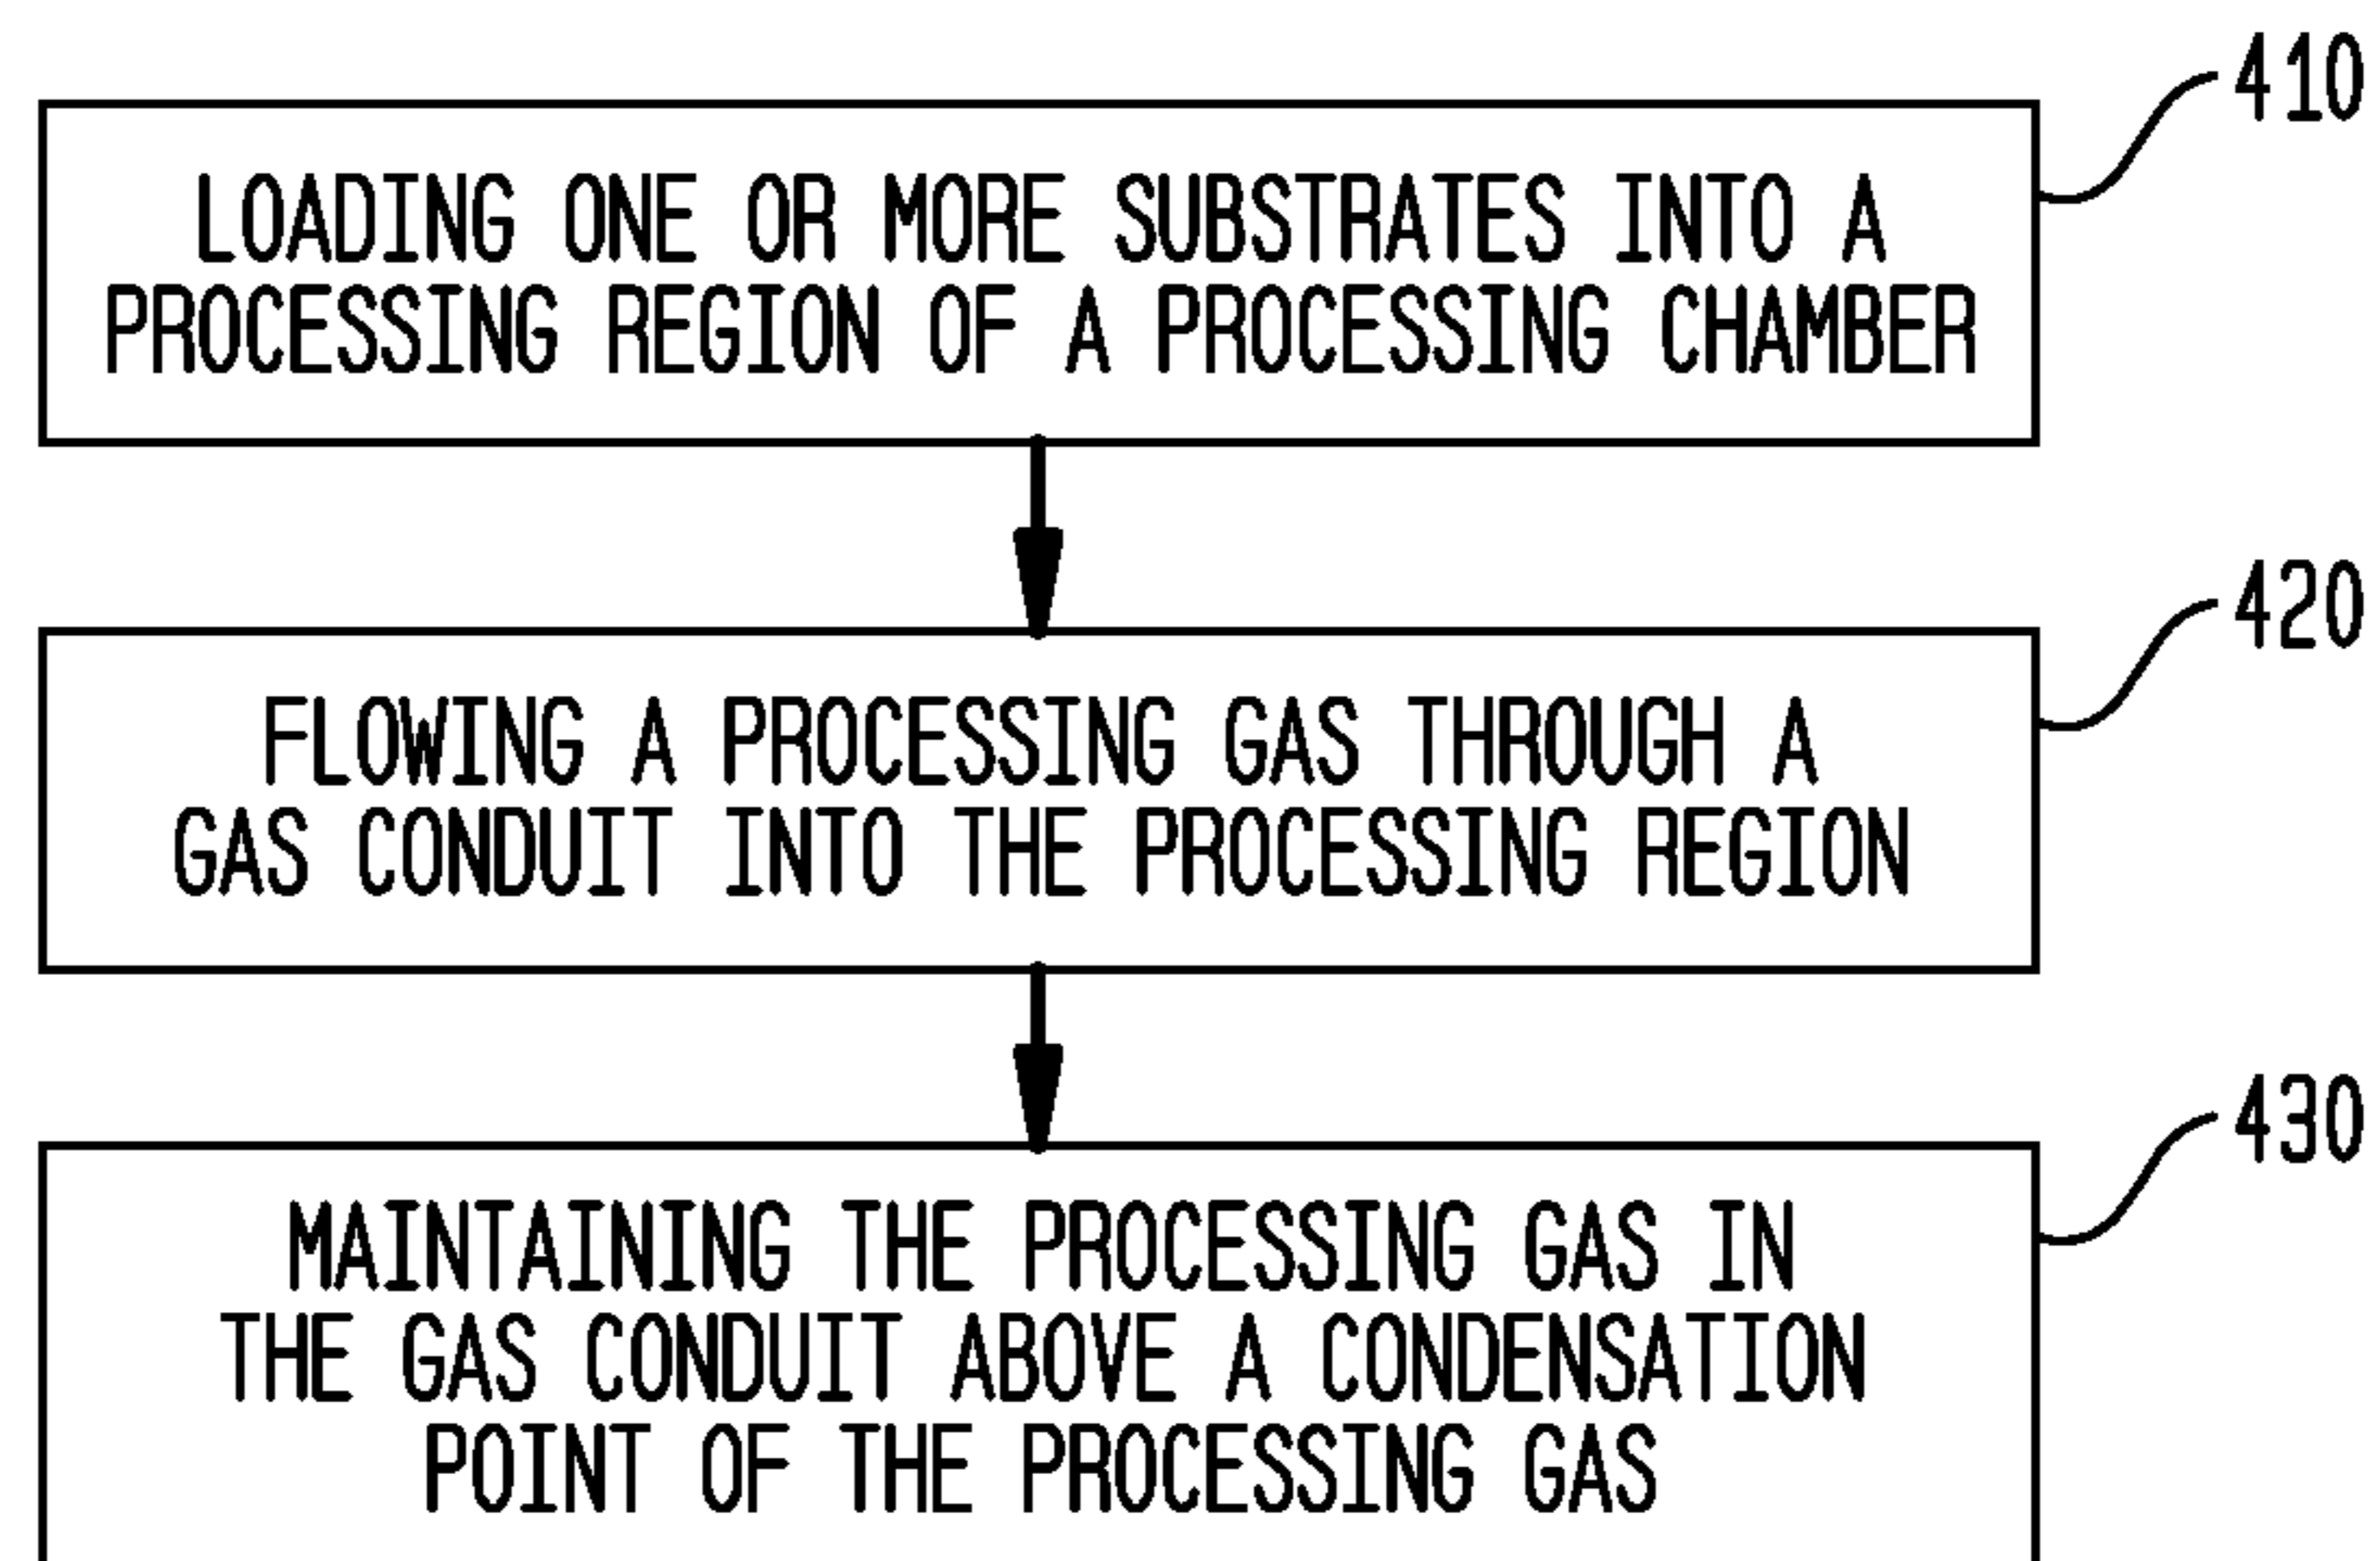 410
LOADING ONE OR MORE SUBSTRATES INTO A
PROCESSING REGION OF A PROCESSING CHAMBER
420
FLOWING A PROCESSING GAS THROUGH A
GAS CONDUIT INTO THE PROCESSING REGION
430
MAINTAINING THE PROCESSING GAS IN
THE GAS CONDUIT ABOVE A CONDENSATION
POINT OF THE PROCESSING GAS